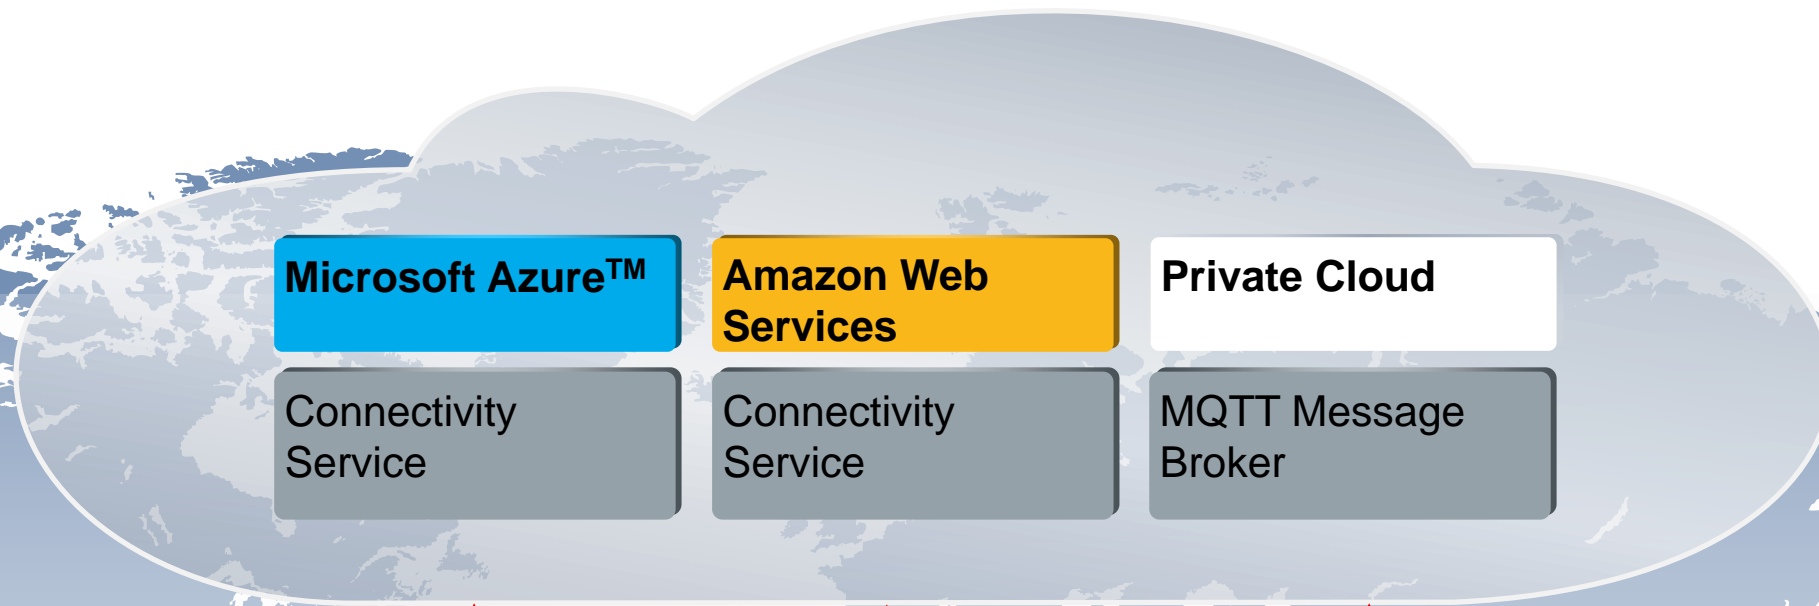 Microsoft Azure™
Amazon Web
Services
Private Cloud
Connectivity
Service
Connectivity
Service
MQTT Message
Broker